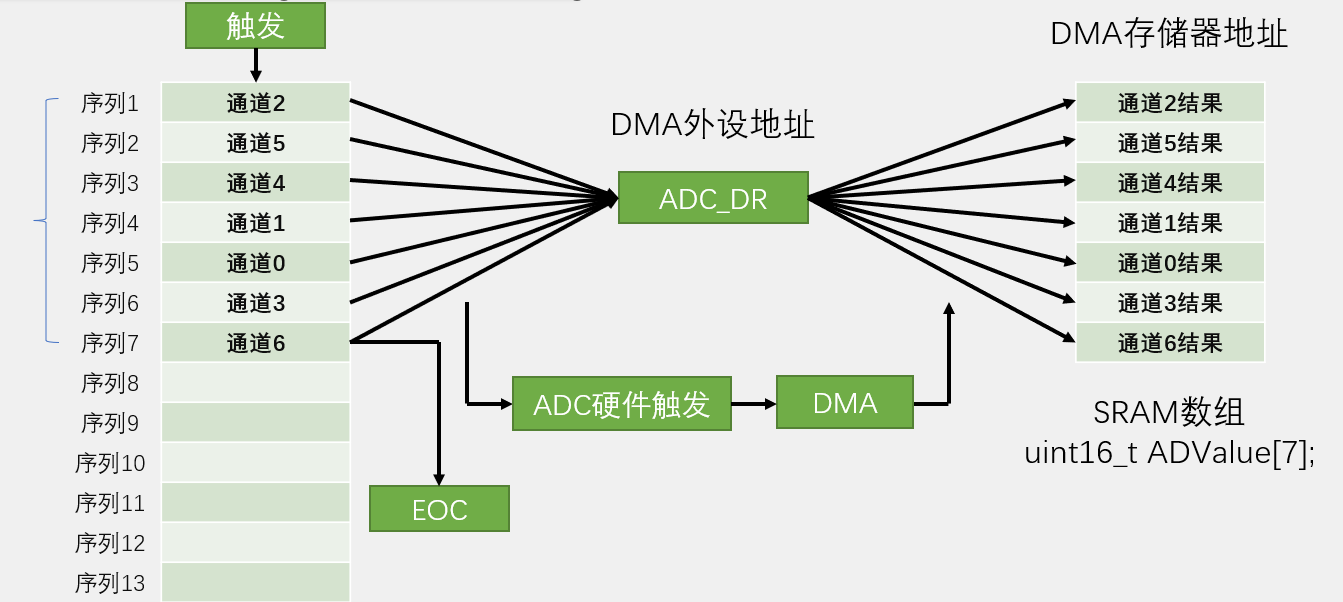 触发
DMA存储器地址
序列1 通道2
序列2 通道5
序列3 通道4
序列4 通道1
序列5 通道0
序列6 通道3
序列7 通道6
序列8
序列9
序列10
序列11
序列12
序列13
DMA外设地址
ADC_DR
通道2结果
通道5结果
通道4结果
通道1结果
通道0结果
通道3结果
通道6结果
ADC硬件触发
DMA
EOC
SRAM数组
uint16_t ADValue[7];